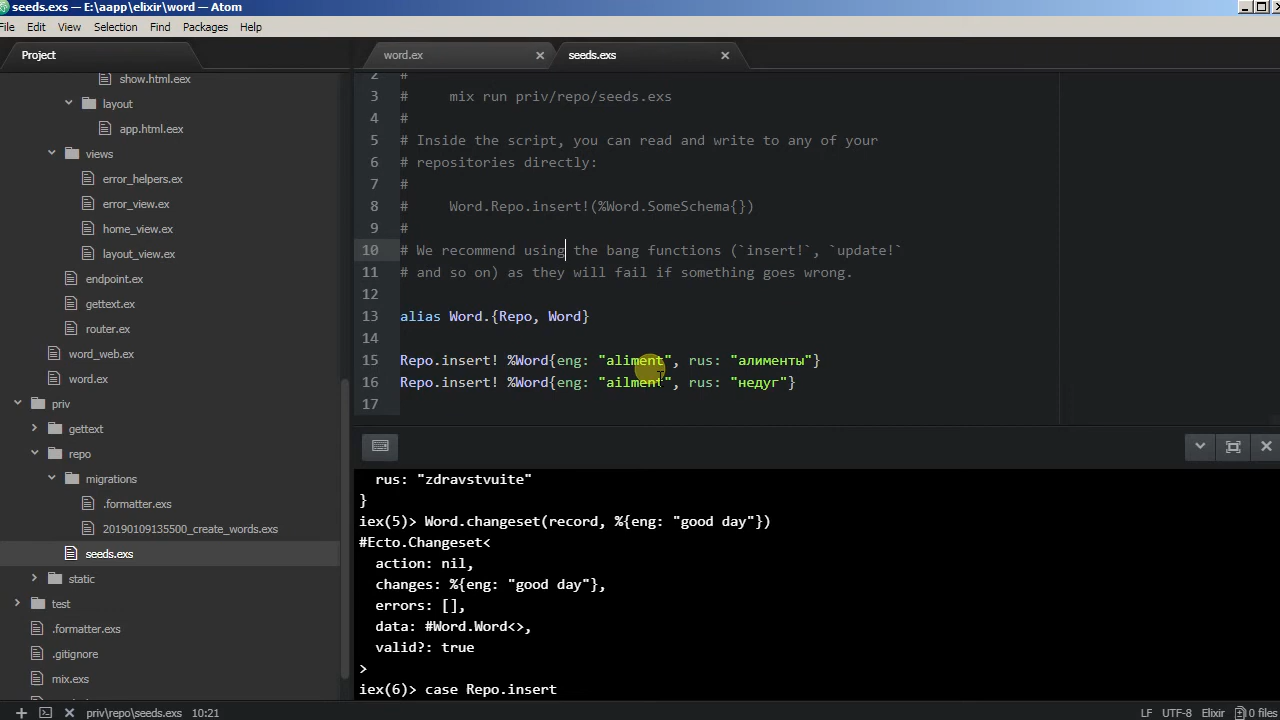 seeds.exs — E:\aapp\elixir\word — Atom
File Edit View Selection Find Packages Help
Project
word.ex
seeds.exs
show.html.eex
layout
app.html.eex
views
error_helpers.ex
error_view.ex
home_view.ex
layout_view.ex
endpoint.ex
gettext.ex
router.ex
word_web.ex
word.ex
priv
gettext
repo
migrations
.formatter.exs
20190109135500_create_words.exs
seeds.exs
static
test
.formatter.exs
.gitignore
mix.exs
2 #
3 #     mix run priv/repo/seeds.exs
4 #
5 # Inside the script, you can read and write to any of your
6 # repositories directly:
7 #
8 #     Word.Repo.insert!(%Word.SomeSchema{})
9 #
10 # We recommend using the bang functions (`insert!`, `update!`
11 # and so on) as they will fail if something goes wrong.
12
13 alias Word.{Repo, Word}
14
15 Repo.insert! %Word{eng: "aliment", rus: "алименты"}
16 Repo.insert! %Word{eng: "ailment", rus: "недуг"}
17
rus: "zdravstvuite"
}
iex(5)> Word.changeset(record, %{eng: "good day"})
#Ecto.Changeset<
action: nil,
changes: %{eng: "good day"},
errors: [],
data: #Word.Word<>,
valid?: true
>
iex(6)> case Repo.insert
priv\repo\seeds.exs 10:21 LF UTF-8 Elixir 0 files